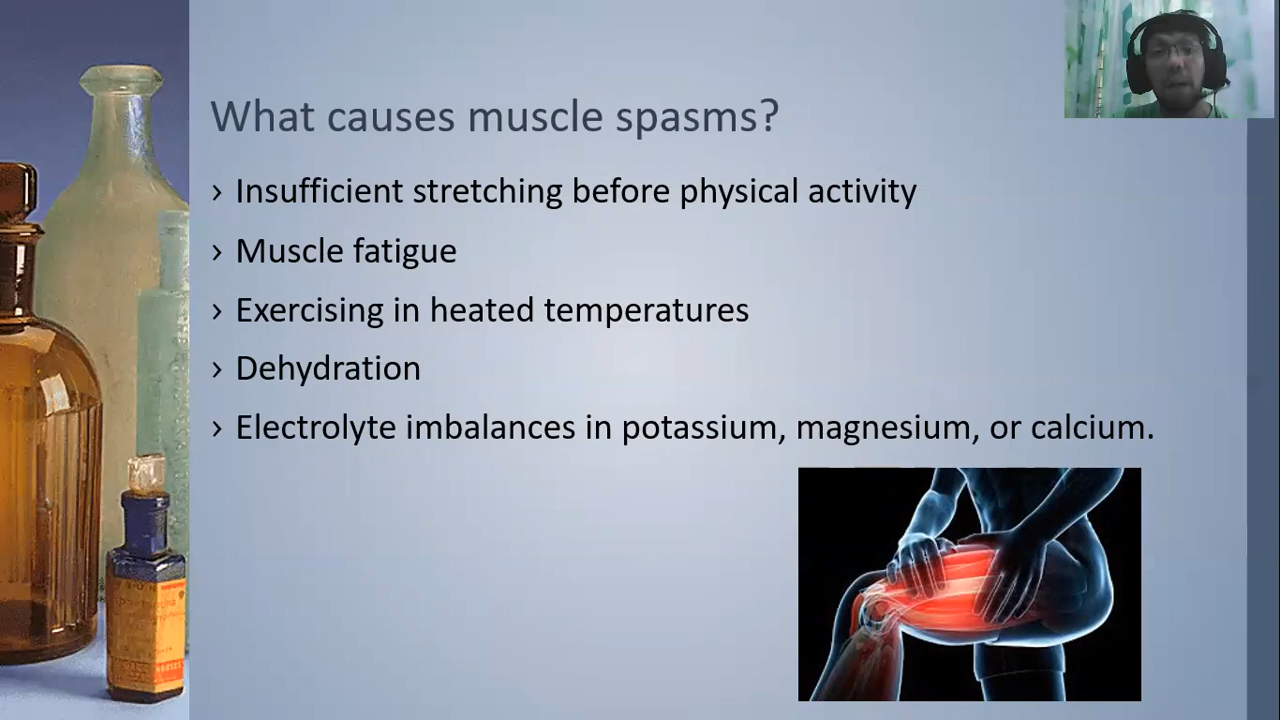 What causes muscle spasms?
› Insufficient stretching before physical activity
› Muscle fatigue
› Exercising in heated temperatures
› Dehydration
› Electrolyte imbalances in potassium, magnesium, or calcium.